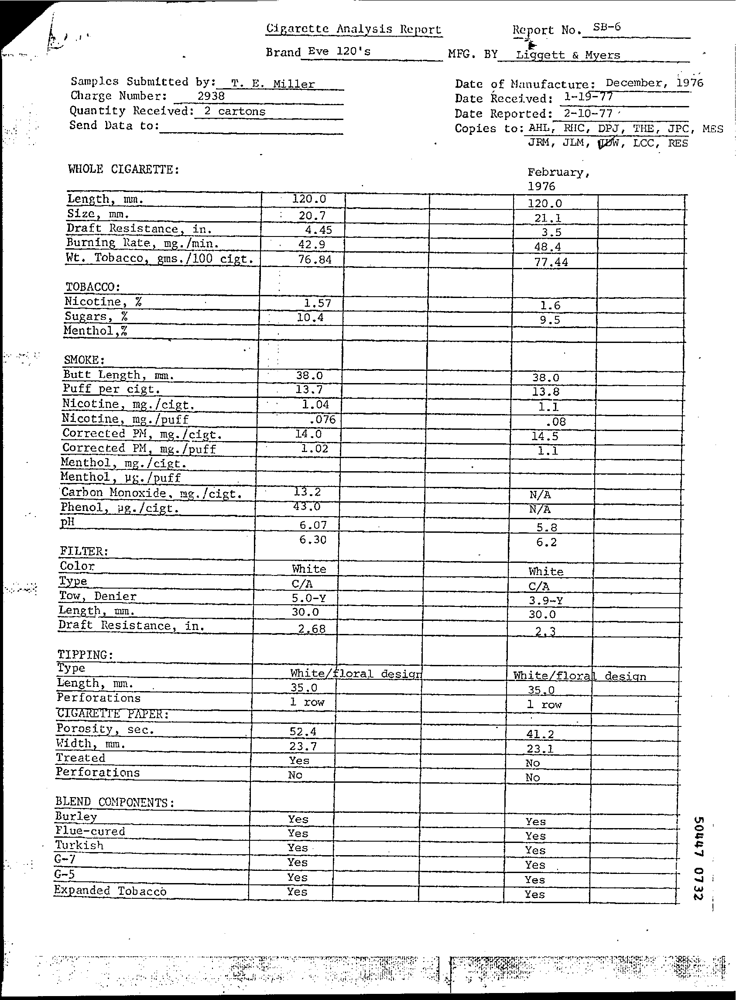 Cigarette Analysis Report
Report No. SB-6
Brand Eve 120's
MFG. BY Liggett & Myers
Samples Submitted by: T. E. Miller
Date of Manufacture: December, 1976
Charge Number: 2938
Date Received: 1-19-77
Quantity Received: 2 cartons
Date Reported: 2-10-77
Send Data to:
Copies to: AHL, RHC, DPJ, THE, JPC, MES
JRM, JLM, LCC, RES
WHOLE CIGARETTE:
February,
1976
Length, mm. 120.0 120.0
Size, mm. 20.7 21.1
Draft Resistance, in. 4.45 3.5
Burning Rate, mg./min. 42.9 48.4
Wt. Tobacco, gms./100 cigt. 76.84 77.44
TOBACCO:
Nicotine, % 1.57 1.6
Sugars, % 10.4 9.5
Menthol,%
SMOKE:
Butt Length, mm. 38.0 38.0
Puff per cigt. 13.7 13.8
Nicotine, mg./cigt. 1.04 1.1
Nicotine, mg./puff .076 .08
Corrected PM, mg./cigt. 14.0 14.5
Corrected PM, mg./puff 1.02 1.1
Menthol, mg./cigt.
Menthol, µg./puff
Carbon Monoxide, mg./cigt. 13.2 N/A
Phenol, µg./cigt. 43.0 N/A
pH 6.07 5.8
6.30 6.2
FILTER:
Color White White
Type C/A C/A
Tow, Denier 5.0-Y 3.9-Y
Length, mm. 30.0 30.0
Draft Resistance, in. 2.68 2.3
TIPPING:
Type White/floral design White/floral design
Length, mm. 35.0 35.0
Perforations 1 row 1 row
CIGARETTE PAPER:
Porosity, sec. 52.4 41.2
Width, mm. 23.7 23.1
Treated Yes No
Perforations No No
BLEND COMPONENTS:
Burley Yes Yes
Flue-cured Yes Yes
Turkish Yes Yes
G-7 Yes Yes
G-5 Yes Yes
Expanded Tobacco Yes Yes
50447 0732